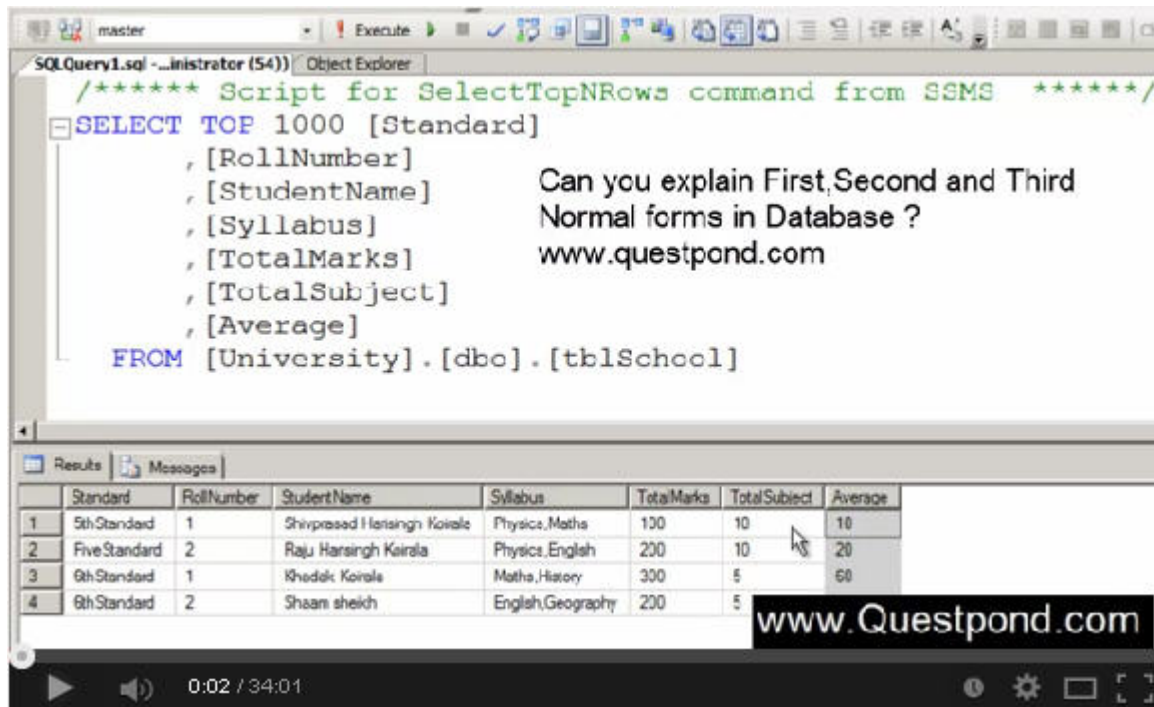 master
Execute
SQLQuery1.sql -...inistrator (54))
Object Explorer
/****** Script for SelectTopNRows command from SSMS ******/
SELECT TOP 1000 [Standard]
,[RollNumber]
,[StudentName]
,[Syllabus]
,[TotalMarks]
,[TotalSubject]
,[Average]
FROM [University].[dbo].[tblSchool]
Can you explain First,Second and Third
Normal forms in Database ?
www.questpond.com
Results Messages
Standard RollNumber StudentName Syllabus TotalMarks TotalSubject Average
1 5thStandard 1 Shivprasad Harisingh Koirala Physics,Maths 100 10 10
2 FiveStandard 2 Raju Harsingh Koirala Physics,English 200 10 20
3 6thStandard 1 Khadak Koirala Maths,History 300 5 60
4 6thStandard 2 Shaam sheikh English,Geography 200 5
www.Questpond.com
0:02 / 34:01